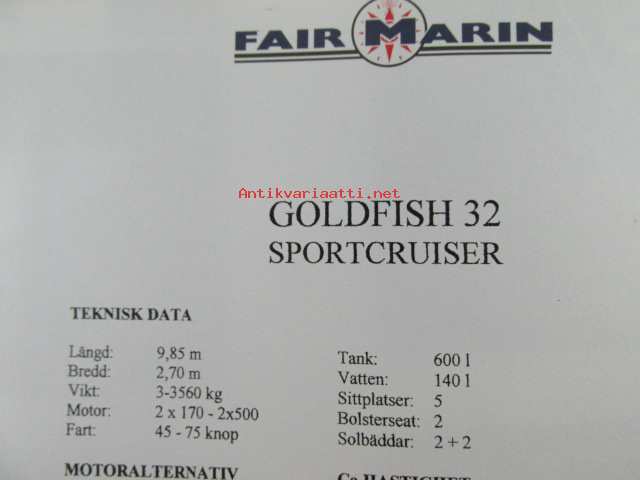 FAIR MARIN
Antikvariaatti.net
GOLDFISH 32
SPORTCRUISER
TEKNISK DATA
Längd: 9,85 m
Bredd: 2,70 m
Vikt: 3-3560 kg
Motor: 2 x 170 - 2x500
Fart: 45 - 75 knop
Tank: 600 l
Vatten: 140 l
Sittplatser: 5
Bolsterseat: 2
Solbäddar: 2 + 2
MOTORALTERNATIV
Ca HASTIGHET